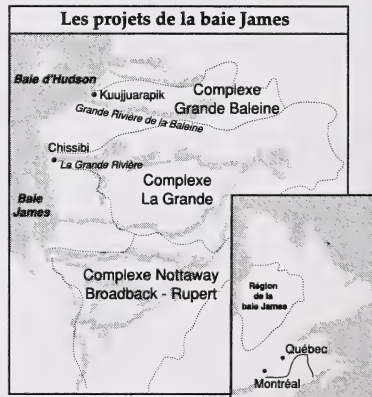 Les projets de la baie James
Baie d'Hudson
Kuujjuarapik
Complexe
Grande Baleine
Grande Rivière de la Baleine
Chissibi
La Grande Rivière
Complexe
La Grande
Baie
James
Complexe Nottaway
Broadback - Rupert
Région
de la
baie James
Québec
Montréal